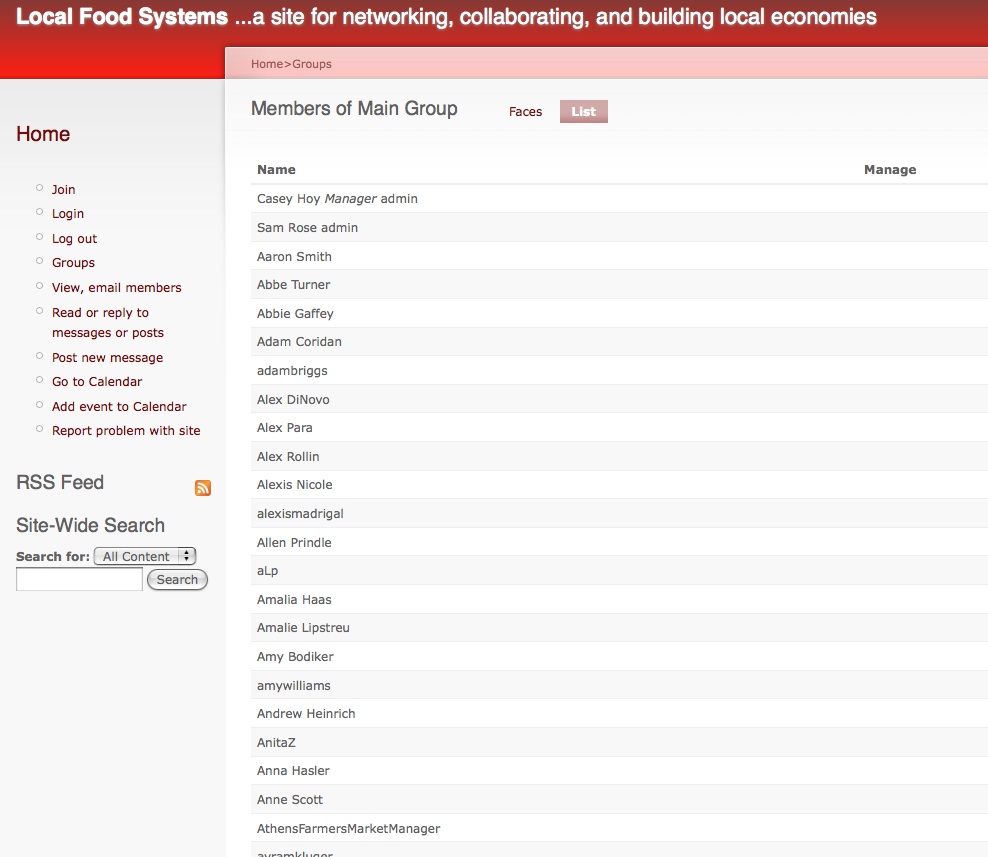 Local Food Systems ...a site for networking, collaborating, and building local economies
Home>Groups
Home
Join
Login
Log out
Groups
View, email members
Read or reply to
messages or posts
Post new message
Go to Calendar
Add event to Calendar
Report problem with site
RSS Feed
Site-Wide Search
Search for: All Content
Search
Members of Main Group Faces List
Name Manage
Casey Hoy Manager admin
Sam Rose admin
Aaron Smith
Abbe Turner
Abbie Gaffey
Adam Coridan
adambriggs
Alex DiNovo
Alex Para
Alex Rollin
Alexis Nicole
alexismadrigal
Allen Prindle
aLp
Amalia Haas
Amalie Lipstreu
Amy Bodiker
amywilliams
Andrew Heinrich
AnitaZ
Anna Hasler
Anne Scott
AthensFarmersMarketManager
avramkluger